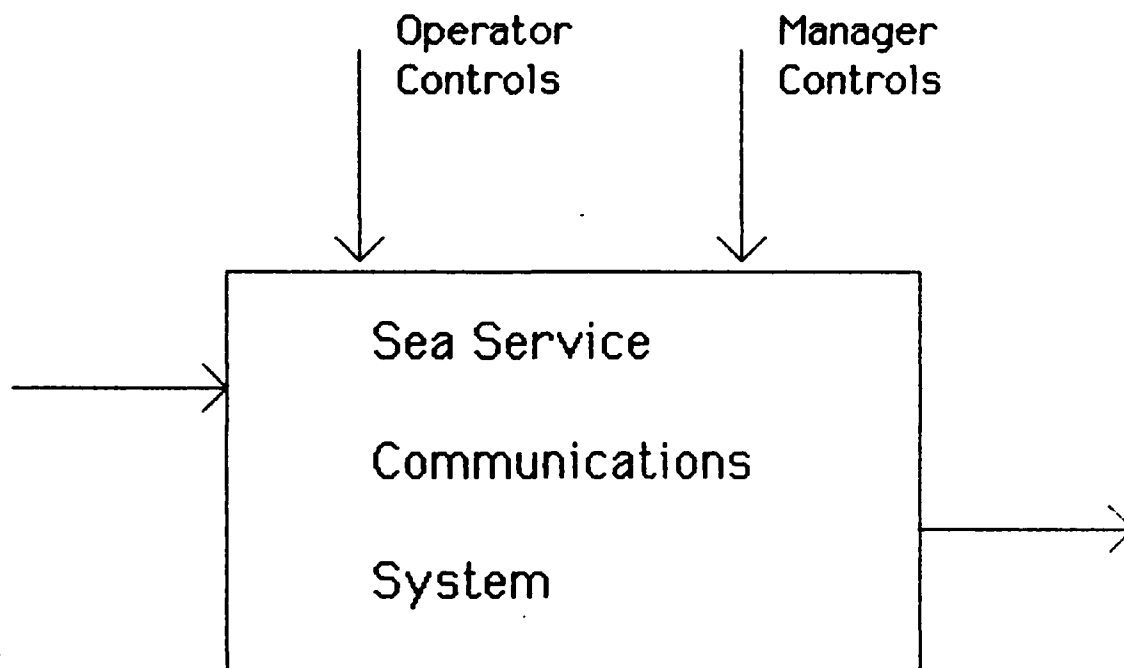 Operator
Controls
Manager
Controls
Sea Service
Communications
System